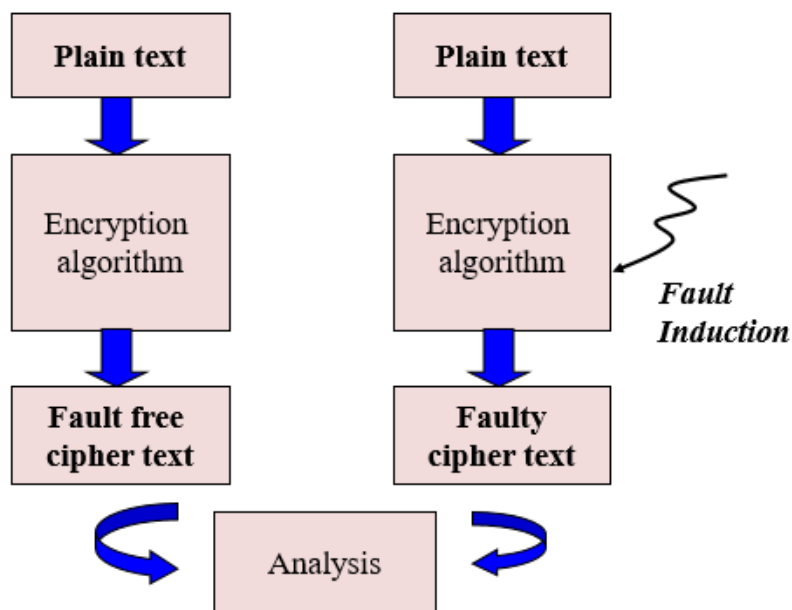 Plain text
Plain text
Encryption
algorithm
Encryption
algorithm
Fault
Induction
Fault free
cipher text
Faulty
cipher text
Analysis